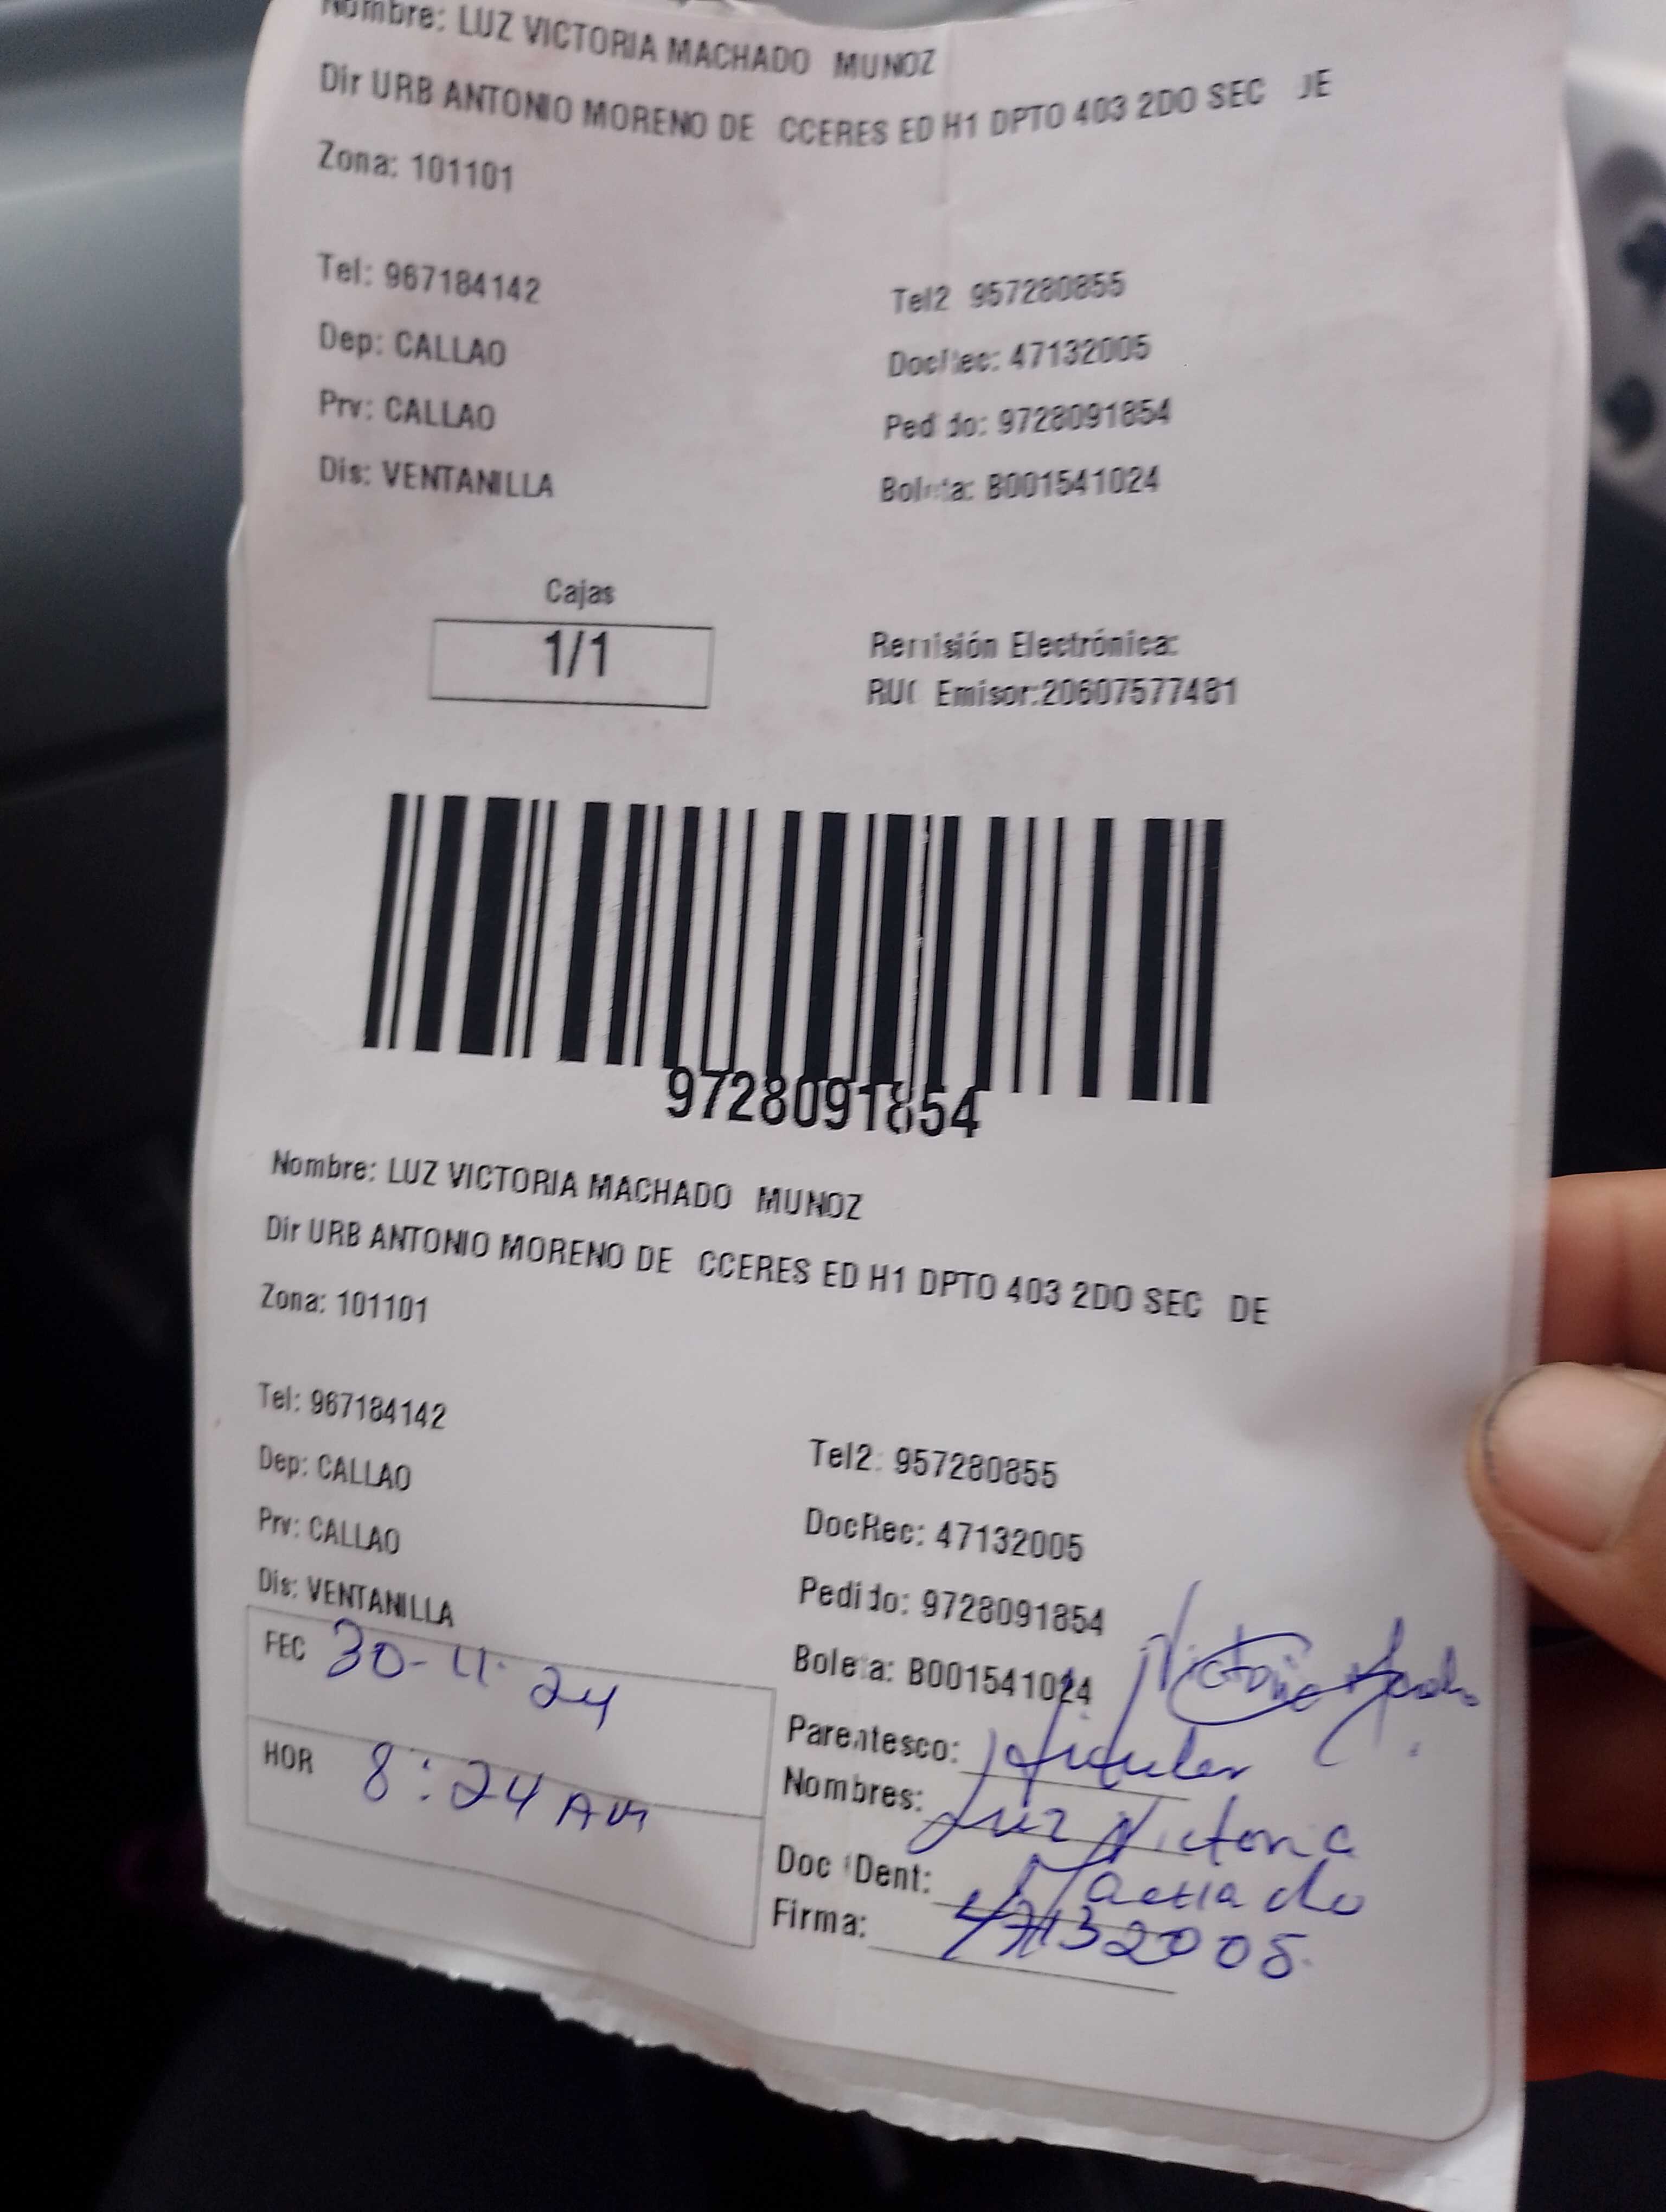 Nombre: LUZ VICTORIA MACHADO MUNOZ
Dir URB ANTONIO MORENO DE CCERES ED H1 DPTO 403 2DO SEC DE
Zona: 101101
Tel: 967184142 Tel2 957280855
Dep: CALLAO DocRec: 47132005
Prv: CALLAO Pedido: 9728091854
Dis: VENTANILLA Boleta: B001541024
Cajas
1/1
Remisión Electrónica:
RUC Emisor:20607577481
9728091854
Nombre: LUZ VICTORIA MACHADO MUNOZ
Dir URB ANTONIO MORENO DE CCERES ED H1 DPTO 403 2DO SEC DE
Zona: 101101
Tel: 967184142 Tel2: 957280855
Dep: CALLAO DocRec: 47132005
Prv: CALLAO Pedido: 9728091854
Dis: VENTANILLA Boleta: B001541024
FEC 30-11-24
HOR 8:24 AM
Parentesco: titular
Nombres: Luz Victoria
Machado
Doc IDent: 47132005
Firma: